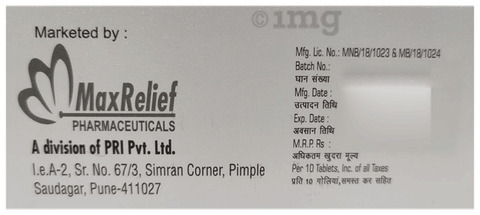 ©1mg
Marketed by :
MaxRelief
PHARMACEUTICALS
A division of PRI Pvt. Ltd.
I.e.A-2, Sr. No. 67/3, Simran Corner, Pimple
Saudagar, Pune-411027
Mfg. Lic. No.: MNB/18/1023 & MB/18/1024
Batch No.:
घान संख्या
Mfg. Date :
उत्पादन तिथि
Exp. Date :
अवसान तिथि
M.R.P. Rs :
अधिकतम खुदरा मूल्य
Per 10 Tablets, Inc. of all Taxes
प्रति 10 गोलियां,समस्त कर सहित